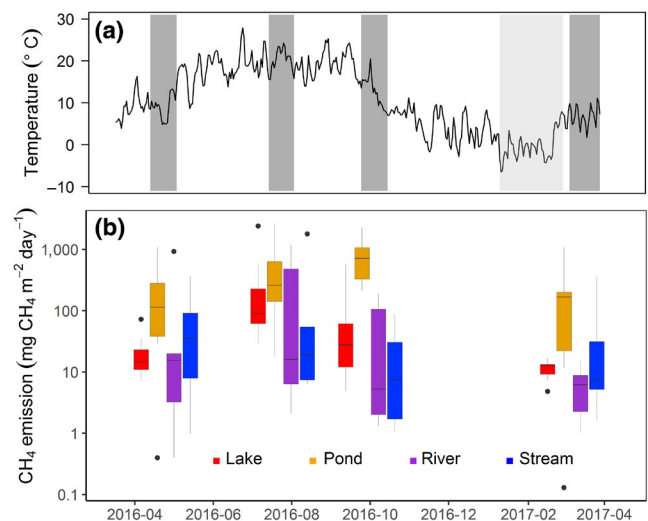 (a)
Temperature (° C)
30
20
10
0
−10
(b)
CH₄ emission (mg CH₄ m⁻² day⁻¹)
1,000
100
10
1
0.1
Lake Pond River Stream
2016-04 2016-06 2016-08 2016-10 2016-12 2017-02 2017-04